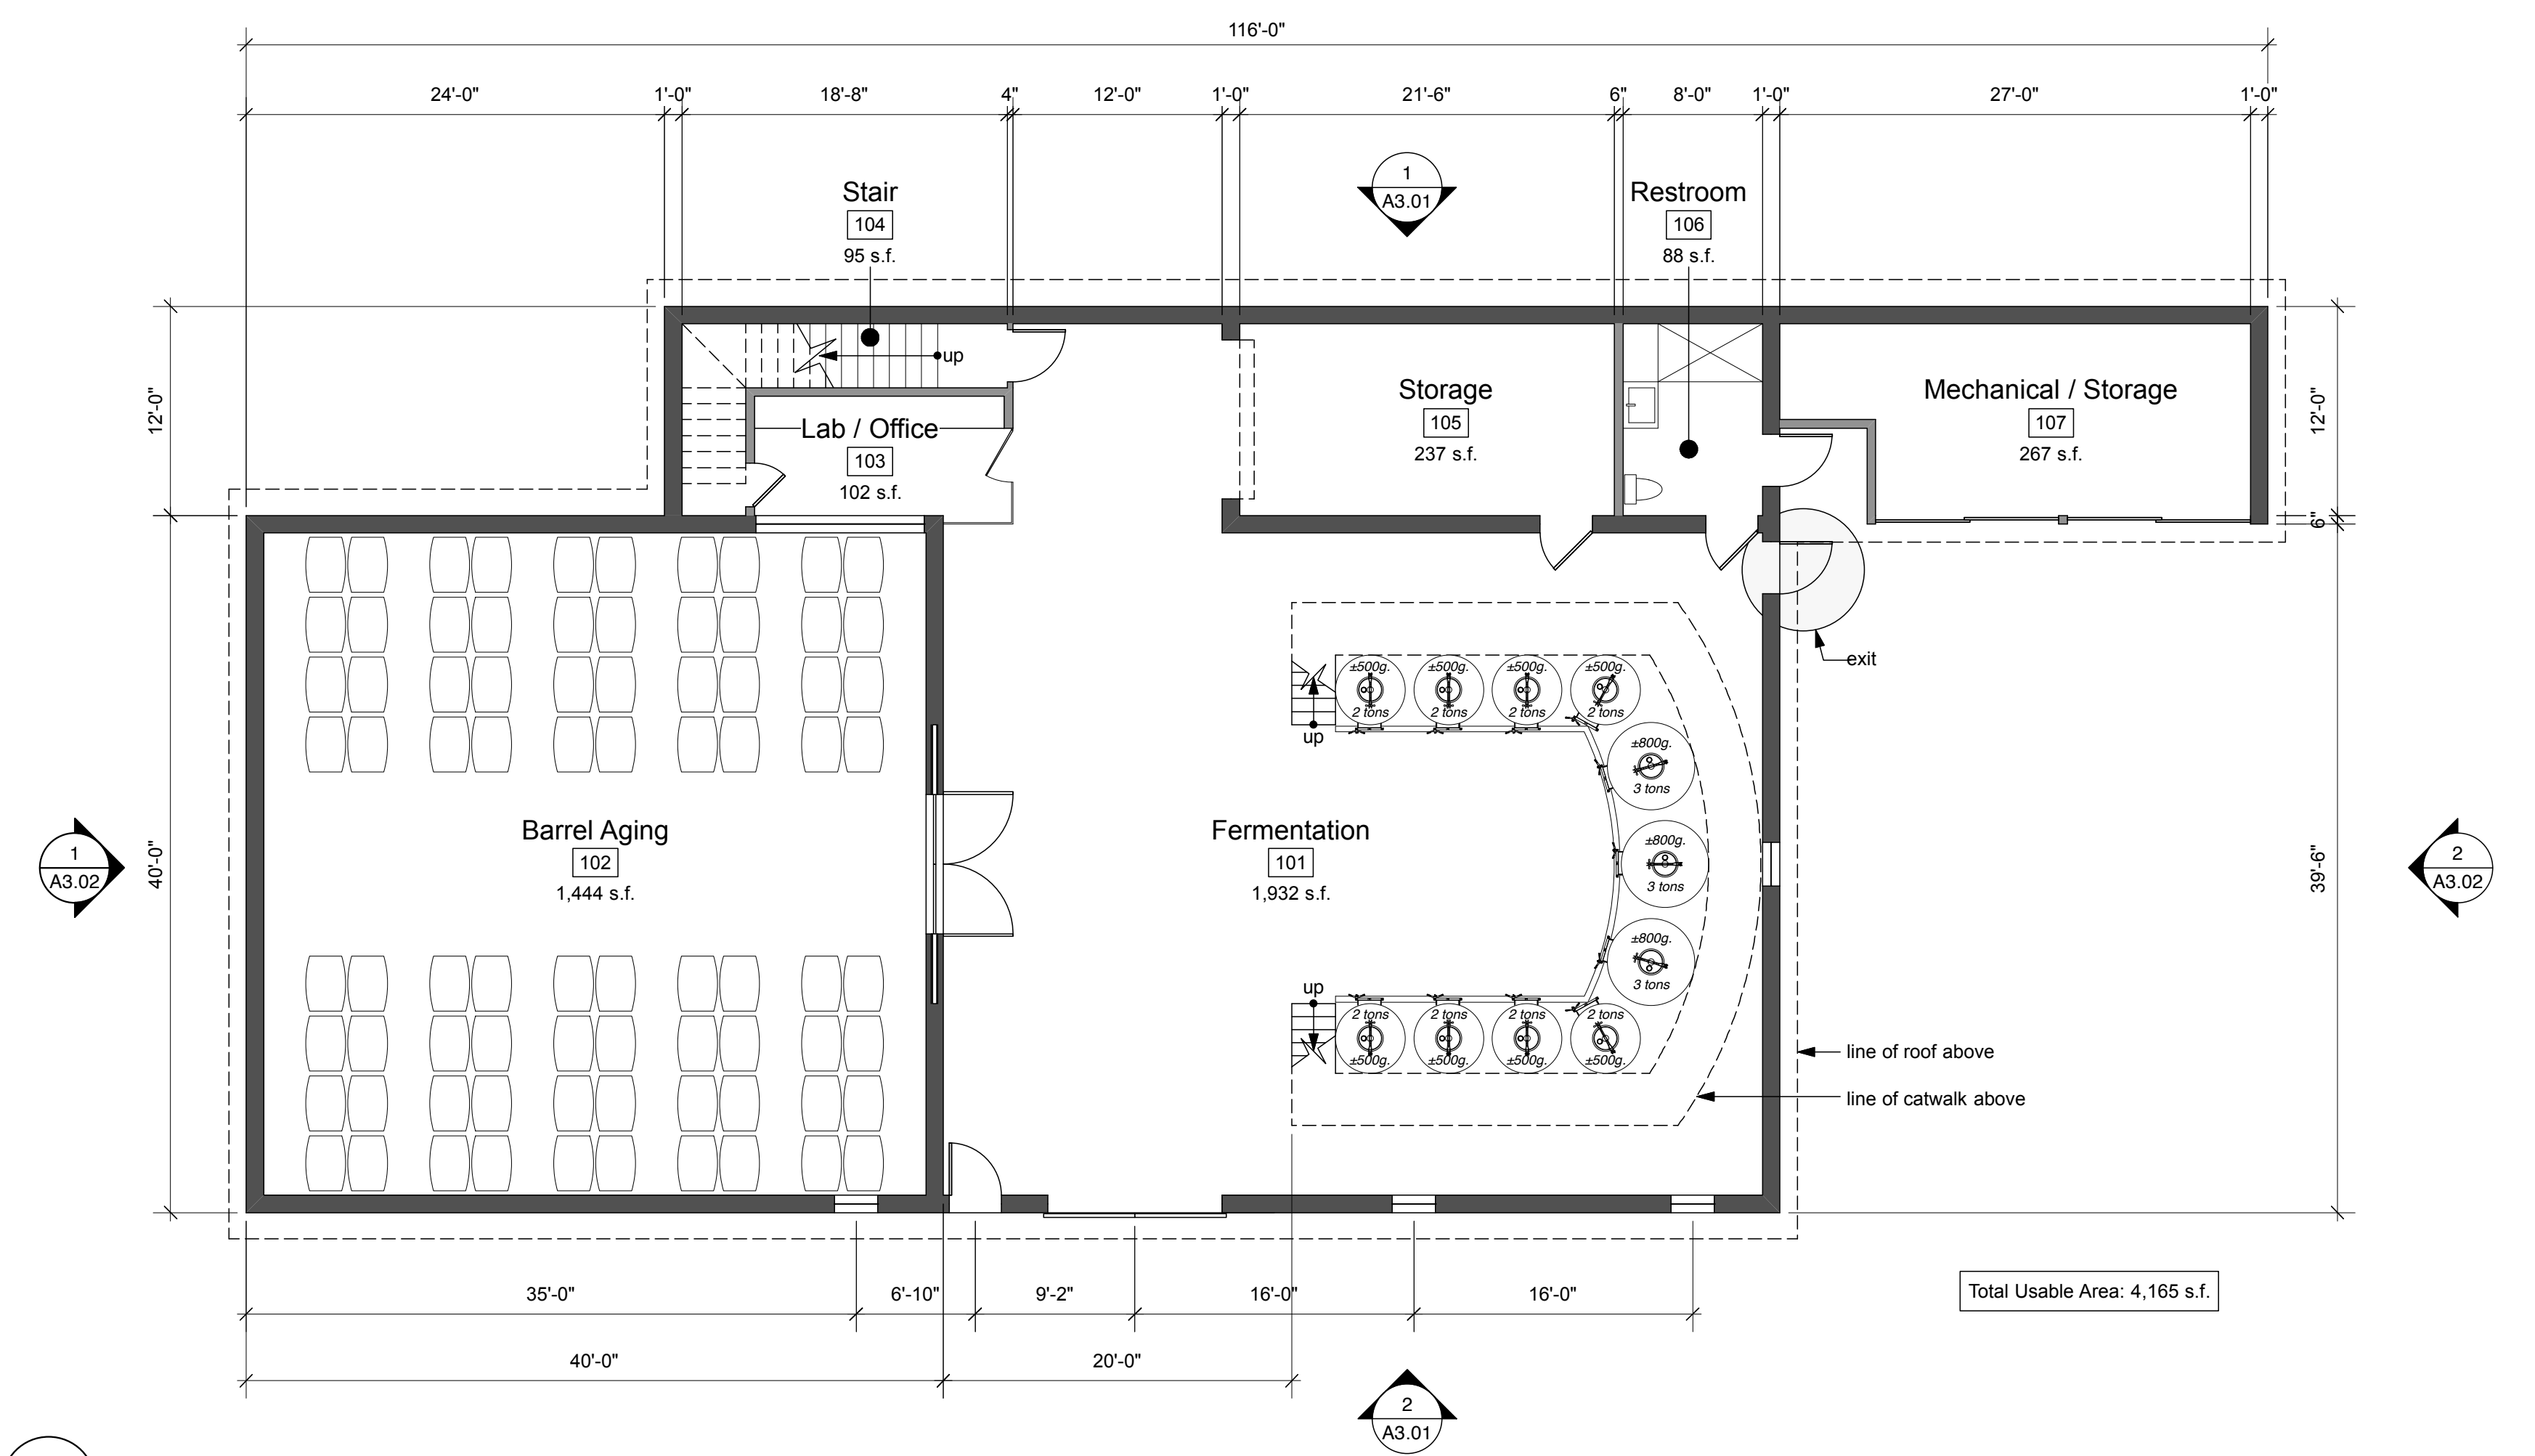 116'-0"
24'-0" 1'-0" 18'-8" 4" 12'-0" 1'-0" 21'-6" 6" 8'-0" 1'-0" 27'-0" 1'-0"
1
A3.01
Stair
104
95 s.f.
Restroom
106
88 s.f.
up
12'-0"
Storage
105
237 s.f.
Mechanical / Storage
107
267 s.f.
12'-0"
Lab / Office
103
102 s.f.
6"
exit
±500g. ±500g. ±500g. ±500g.
2 tons 2 tons 2 tons 2 tons
up
±800g.
3 tons
Barrel Aging
102
1,444 s.f.
Fermentation
101
1,932 s.f.
±800g.
3 tons
1
A3.02
40'-0"
39'-6"
2
A3.02
±800g.
3 tons
up
2 tons 2 tons 2 tons 2 tons
±500g. ±500g. ±500g. ±500g.
line of roof above
line of catwalk above
35'-0" 6'-10" 9'-2" 16'-0" 16'-0"
Total Usable Area: 4,165 s.f.
40'-0" 20'-0"
2
A3.01